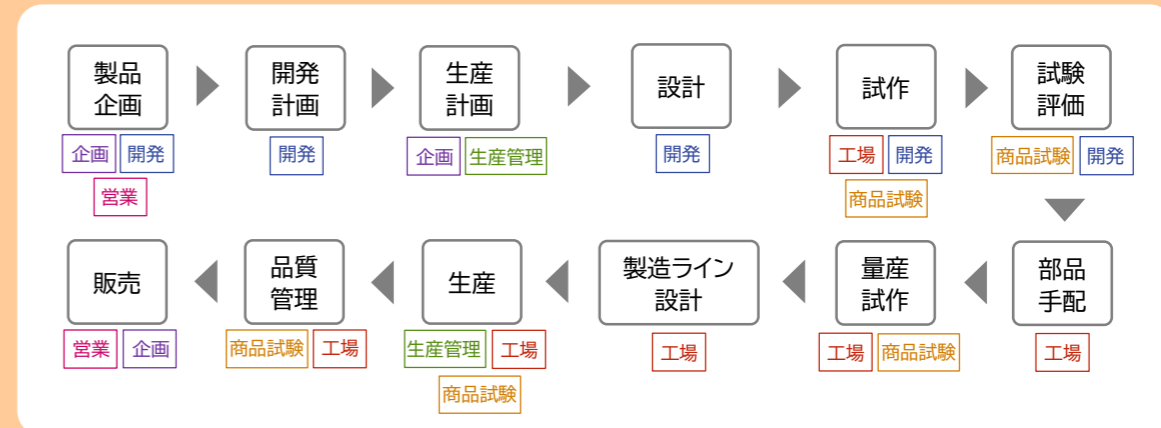 製品
企画
開発
計画
生産
計画
設計
試作
試験
評価
企画 開発
営業
開発
企画 生産管理
開発
工場 開発
商品試験
商品試験 開発
販売
品質
管理
生産
製造ライン
設計
量産
試作
部品
手配
営業 企画
商品試験 工場
生産管理 工場
商品試験
工場
工場 商品試験
工場